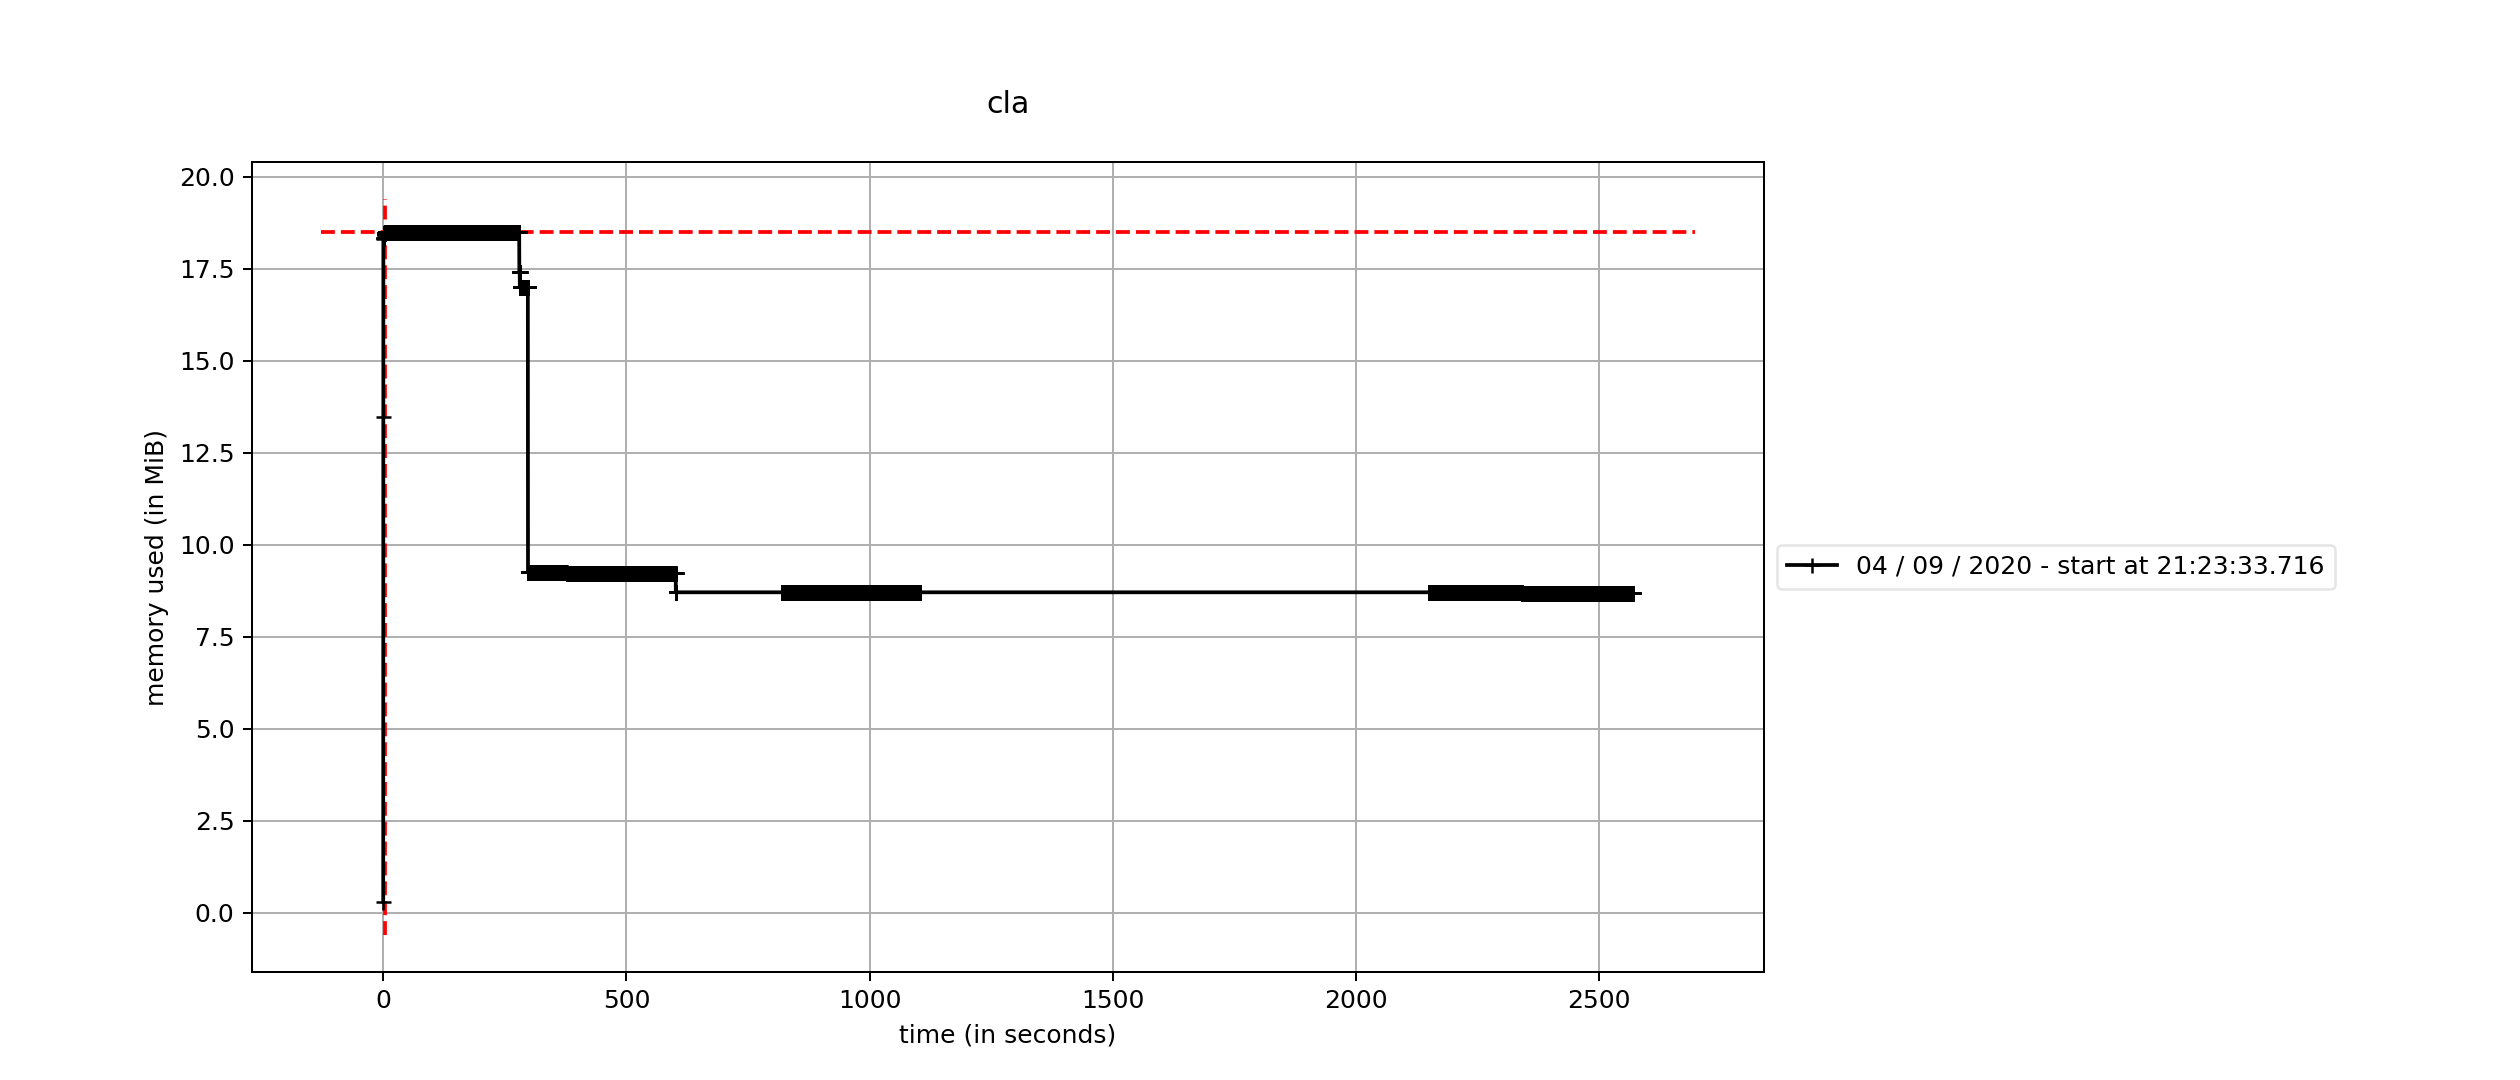 cla
20.0
17.5
15.0
12.5
10.0
7.5
5.0
2.5
0.0
memory used (in MiB)
0 500 1000 1500 2000 2500
time (in seconds)
04 / 09 / 2020 - start at 21:23:33.716